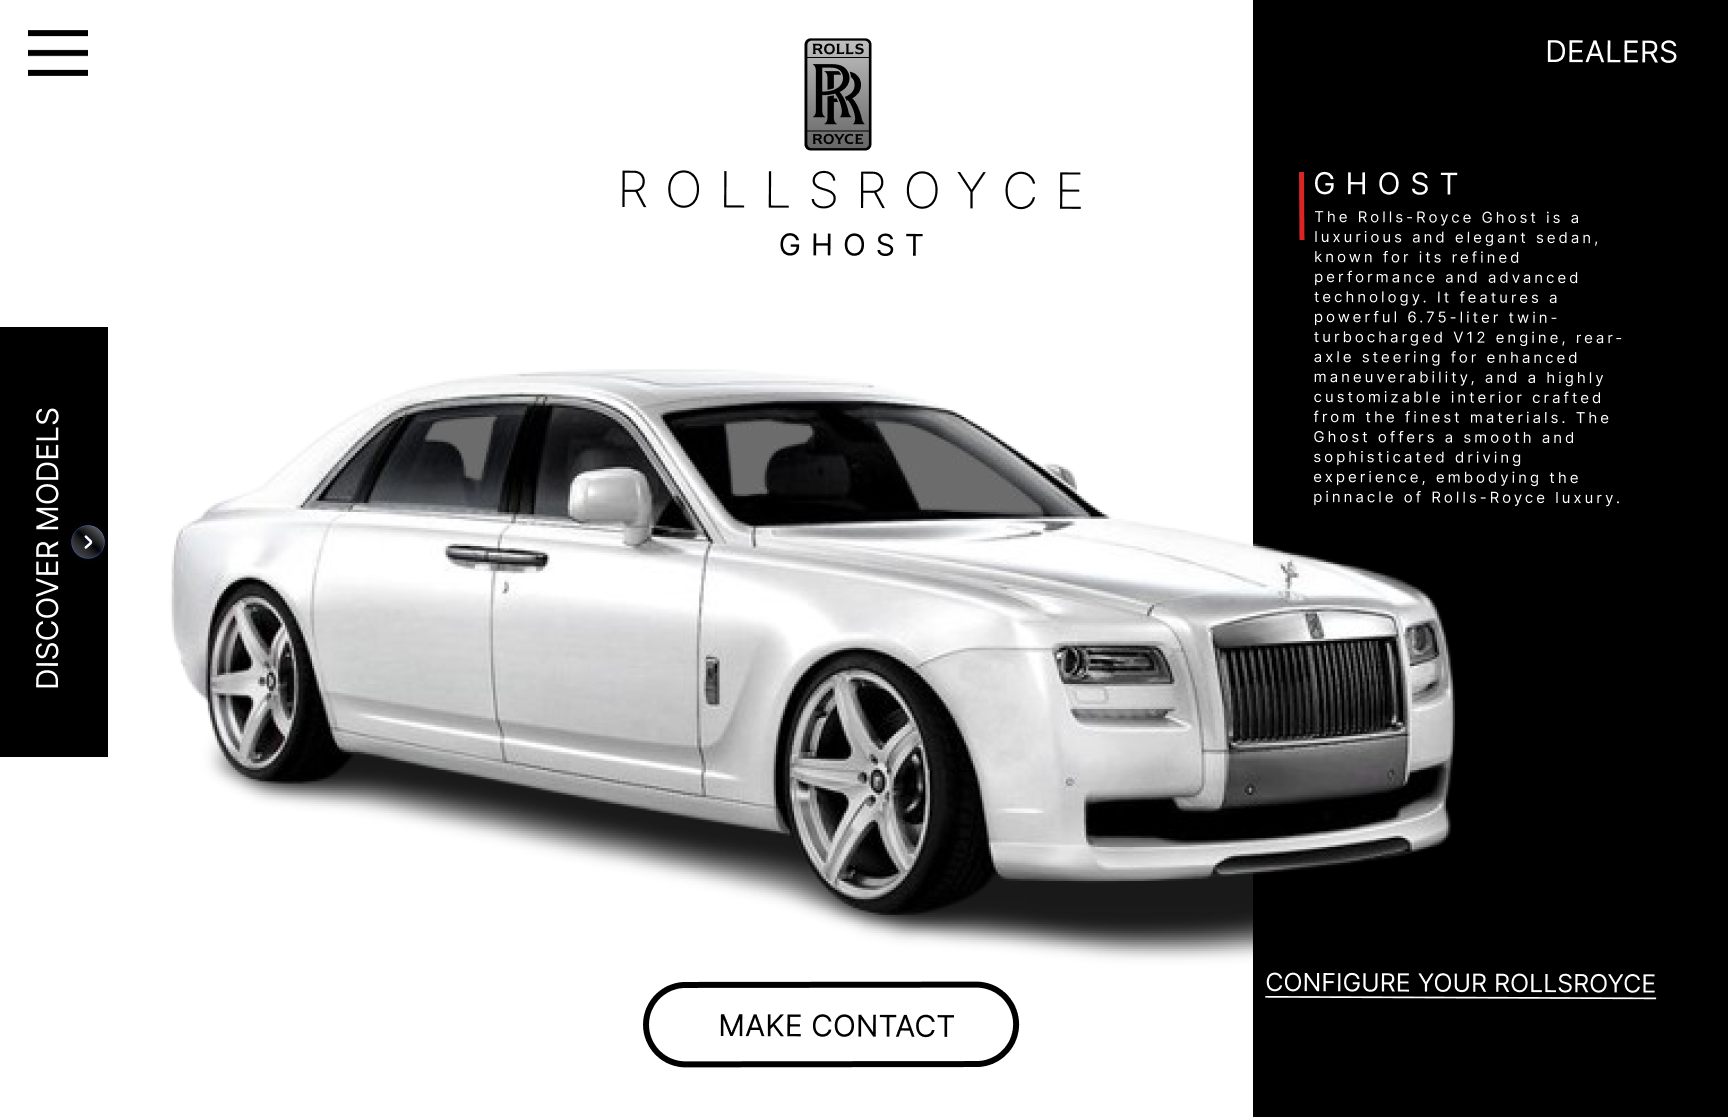 DEALERS
ROLLS
RR
ROYCE
ROLLSROYCE
GHOST
GHOST
The Rolls-Royce Ghost is a
luxurious and elegant sedan,
known for its refined
performance and advanced
technology. It features a
powerful 6.75-liter twin-
turbocharged V12 engine, rear-
axle steering for enhanced
maneuverability, and a highly
customizable interior crafted
from the finest materials. The
Ghost offers a smooth and
sophisticated driving
experience, embodying the
pinnacle of Rolls-Royce luxury.
DISCOVER MODELS
CONFIGURE YOUR ROLLSROYCE
MAKE CONTACT